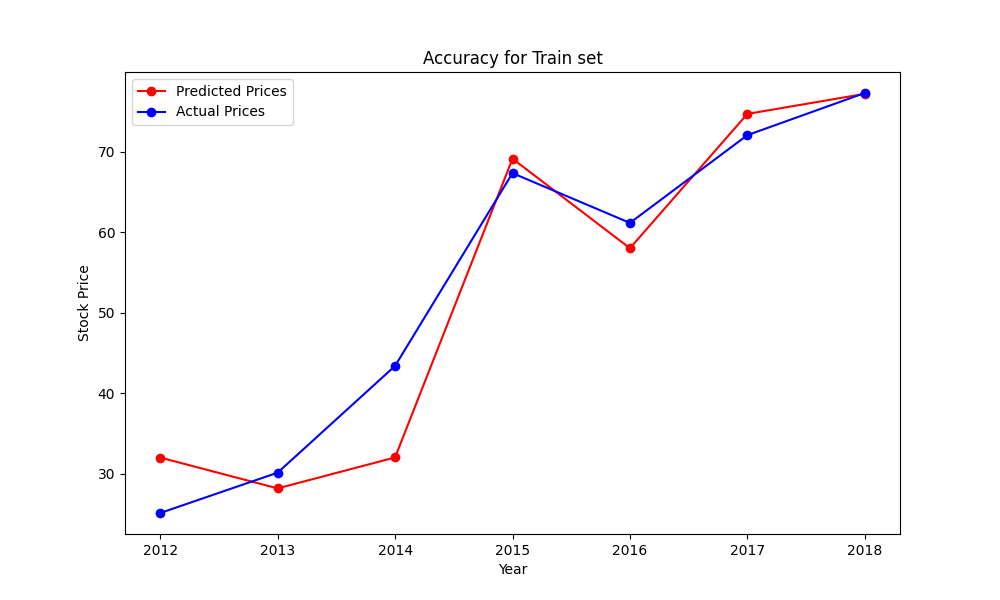 Accuracy for Train set
Predicted Prices
Actual Prices
70
60
50
40
30
Stock Price
2012 2013 2014 2015 2016 2017 2018
Year